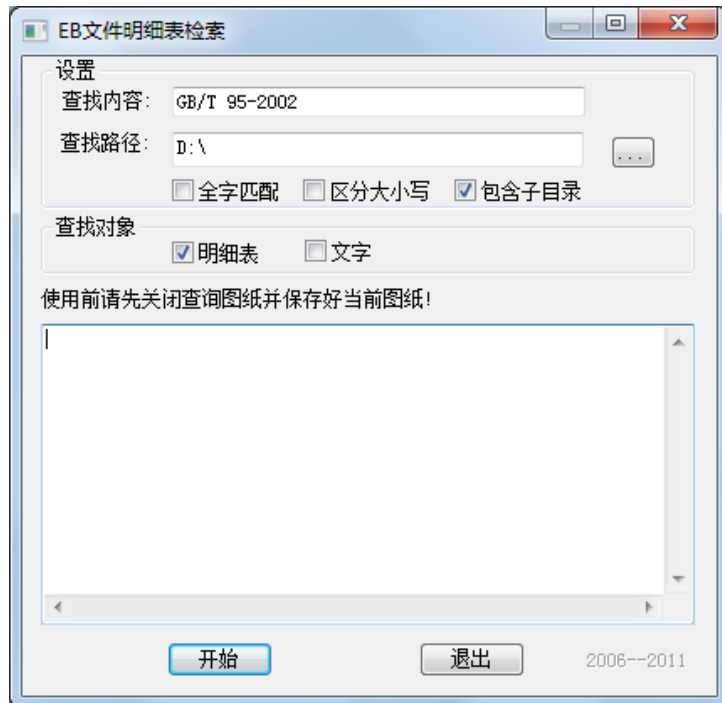 EB文件明细表检索
设置
查找内容: GB/T 95-2002
查找路径: D:\
...
全字匹配 区分大小写 包含子目录
查找对象
明细表 文字
使用前请先关闭查询图纸并保存好当前图纸!
开始 退出 2006--2011